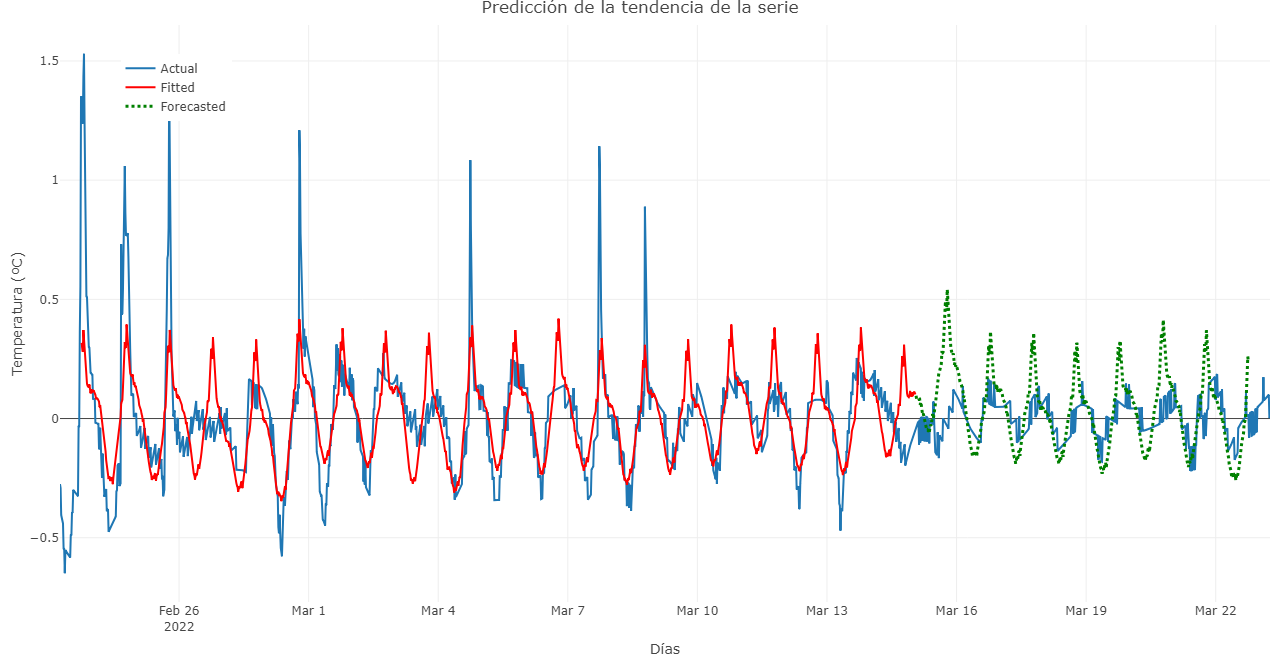 Predicción de la tendencia de la serie
Actual
Fitted
Forecasted
Temperatura (ºC)
1.5
1
0.5
0
−0.5
Feb 26
2022
Mar 1
Mar 4
Mar 7
Mar 10
Mar 13
Mar 16
Mar 19
Mar 22
Días